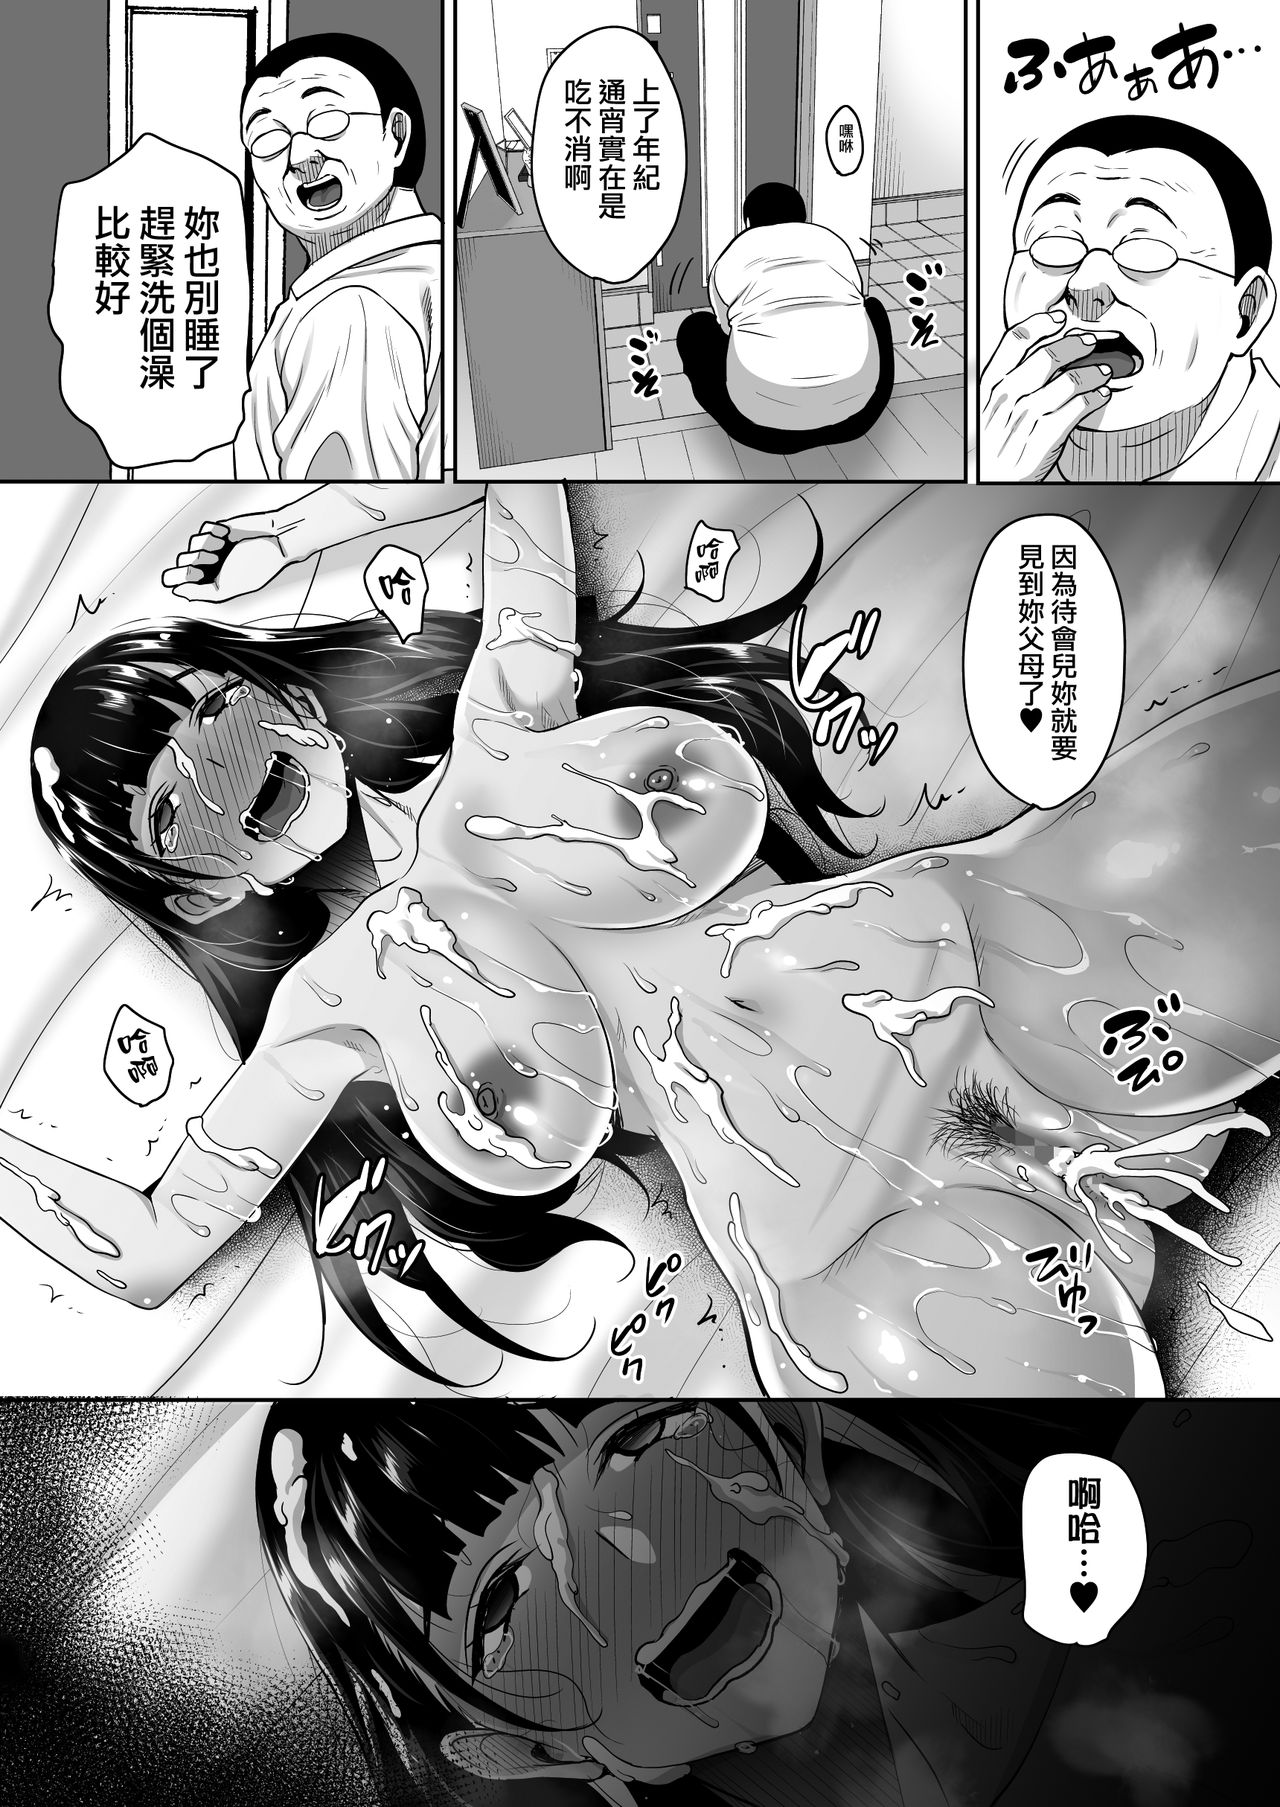 ふあぁぁあ…
嘿咻
上了年紀
通宵實在是
吃不消啊
ごそ
ごそ
妳也別睡了
趕緊洗個澡
比較好
因為待會兒妳就要
見到妳父母了♥
哈啊
哈
哈啊
ビクッ
ビクッ
ピク
ピク
ぶぴ
びゅっ
啊哈…♥